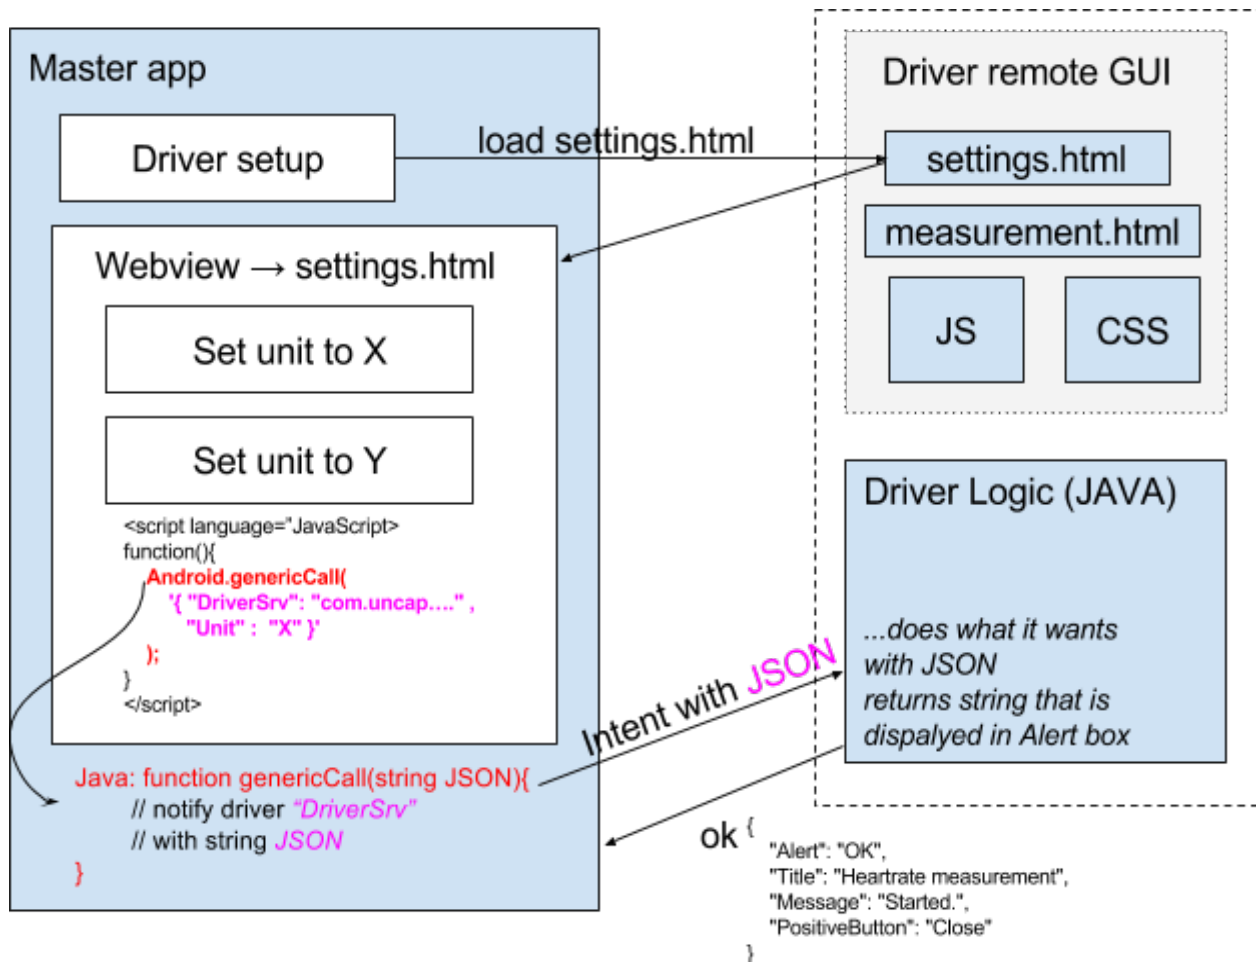 Master app
Driver setup
load settings.html
Webview → settings.html
Set unit to X
Set unit to Y
<script language="JavaScript>
function(){
Android.genericCall(
'{ "DriverSrv": "com.uncap...." ,
"Unit" : "X" }'
);
}
</script>
Java: function genericCall(string JSON){
// notify driver “DriverSrv”
// with string JSON
}
Intent with JSON
Driver remote GUI
settings.html
measurement.html
JS
CSS
Driver Logic (JAVA)
...does what it wants
with JSON
returns string that is
dispalyed in Alert box
ok
{
"Alert": "OK",
"Title": "Heartrate measurement",
"Message": "Started.",
"PositiveButton": "Close"
}